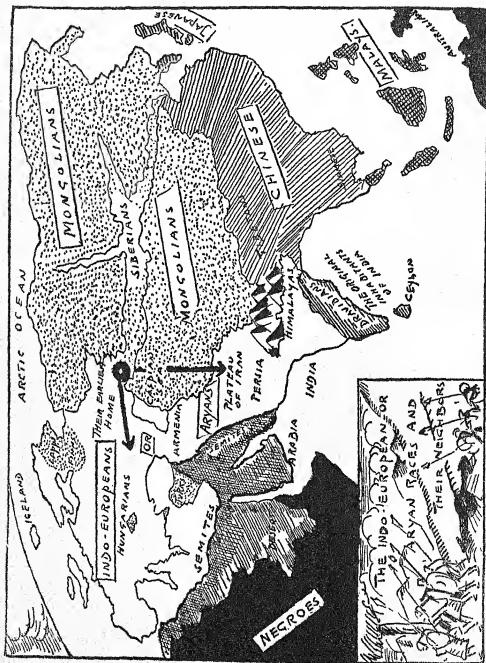 ARCTIC OCEAN
ICELAND
MONGOLIANS
JAPANESE
SIBERIANS
MONGOLIANS
THEIR EARLIER
HOME
INDO-EUROPEANS
OR
ARYANS
HUNGARIANS
ARMENIA
PLATEAU
OF IRAN
PERSIA
HIMALAYAS
CHINESE
MALAYS
AUSTRALIANS
SEMITES
ARABIA
INDIA
DRAVIDIANS
THE ORIGINAL
INHABITANTS
OF INDIA
CEYLON
NEGROES
THE INDO-EUROPEAN OR
ARYAN RACES AND
THEIR NEIGHBORS